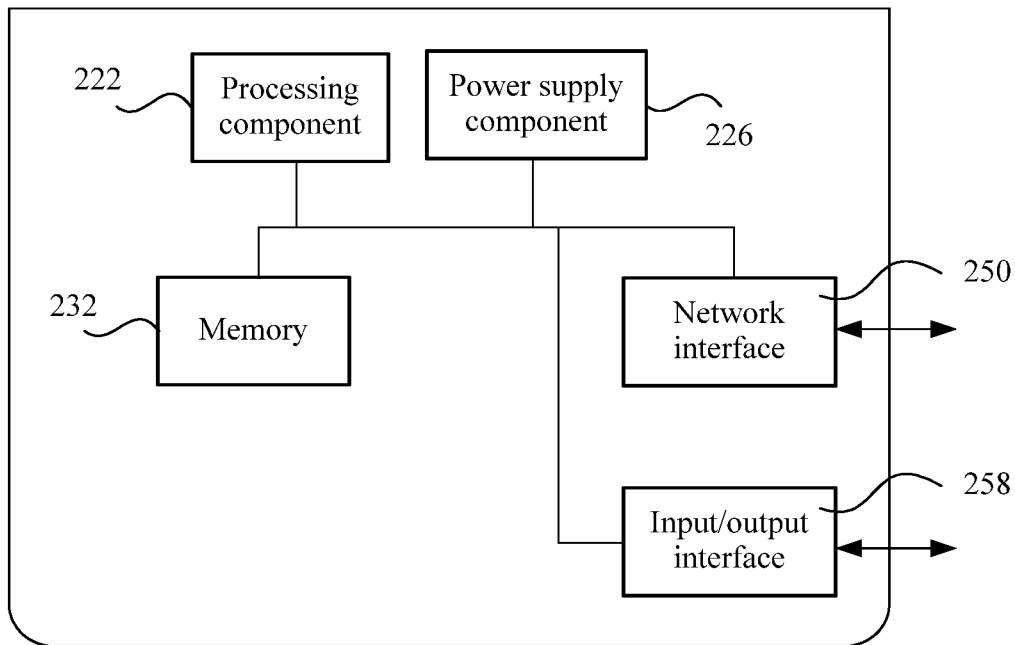 222
Processing
component
Power supply
component
226
232
Memory
Network
interface
250
Input/output
interface
258